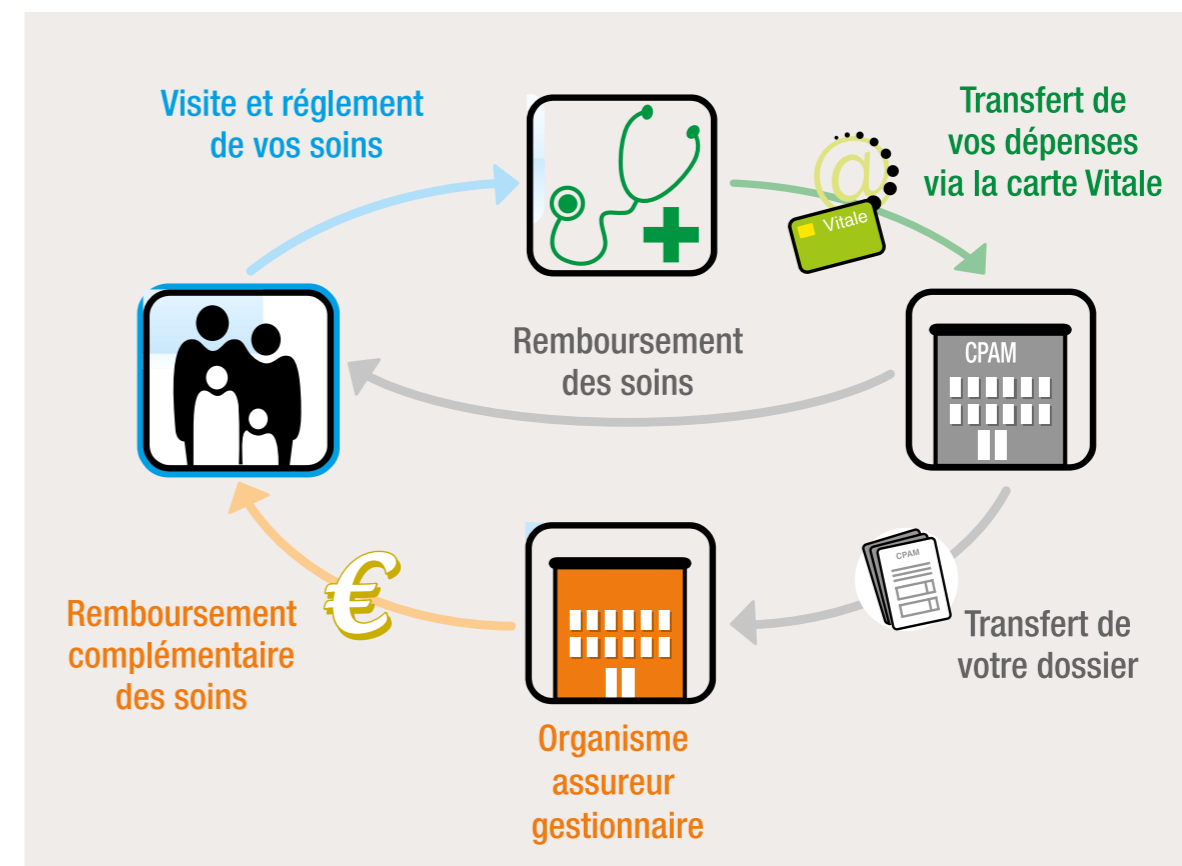 Visite et réglement
de vos soins
Transfert de
vos dépenses
via la carte Vitale
@
Vitale
Remboursement
des soins
CPAM
CPAM
Transfert de
votre dossier
€
Remboursement
complémentaire
des soins
Organisme
assureur
gestionnaire